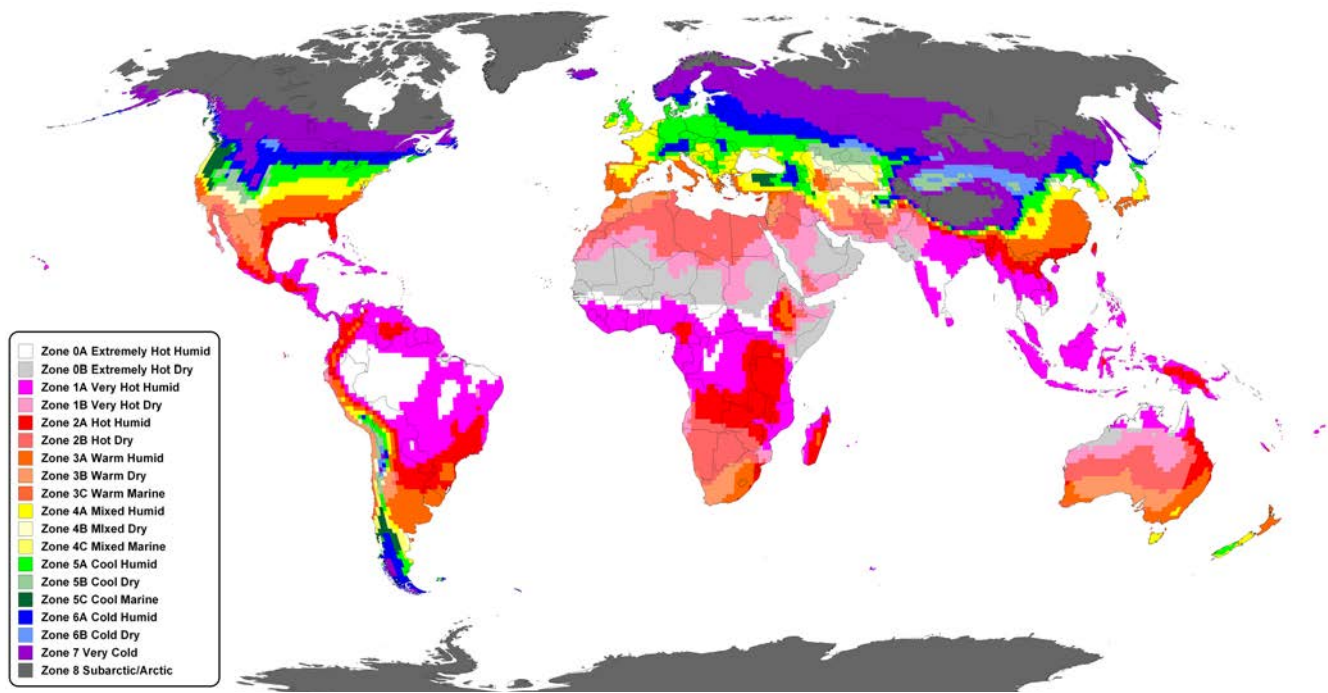 Zone 0A Extremely Hot Humid
Zone 0B Extremely Hot Dry
Zone 1A Very Hot Humid
Zone 1B Very Hot Dry
Zone 2A Hot Humid
Zone 2B Hot Dry
Zone 3A Warm Humid
Zone 3B Warm Dry
Zone 3C Warm Marine
Zone 4A Mixed Humid
Zone 4B MIxed Dry
Zone 4C Mixed Marine
Zone 5A Cool Humid
Zone 5B Cool Dry
Zone 5C Cool Marine
Zone 6A Cold Humid
Zone 6B Cold Dry
Zone 7 Very Cold
Zone 8 Subarctic/Arctic